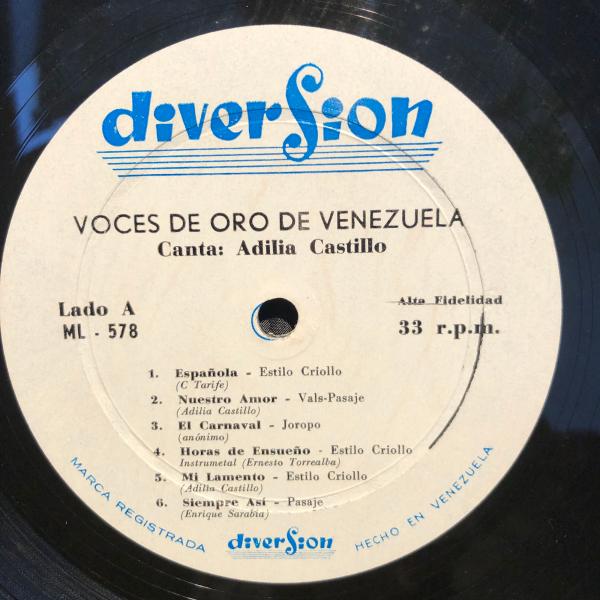 diverSion
VOCES DE ORO DE VENEZUELA
Canta: Adilia Castillo
Lado A
ML - 578
Alta Fidelidad
33 r.p.m.
1. Española - Estilo Criollo
(C Tarife)
2. Nuestro Amor - Vals-Pasaje
(Adilia Castillo)
3. El Carnaval - Joropo
(anónimo)
4. Horas de Ensueño - Estilo Criollo
Instrumetal (Ernesto Torrealba)
5. Mi Lamento - Estilo Criollo
(Adilia Castillo)
6. Siempre Así - Pasaje
(Enrique Sarabia)
MARCA REGISTRADA
diverSion
HECHO EN VENEZUELA